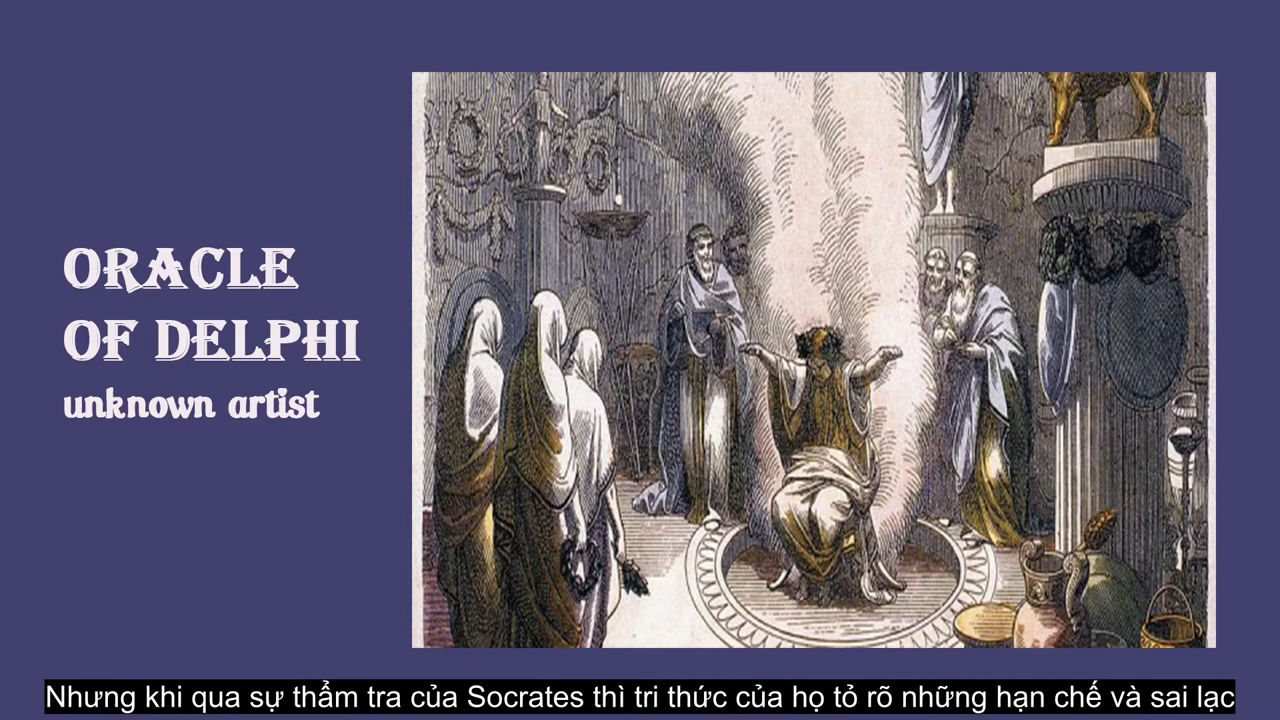 ORACLE
OF DELPHI
unknown artist
Nhưng khi qua sự thẩm tra của Socrates thì tri thức của họ tỏ rõ những hạn chế và sai lạc